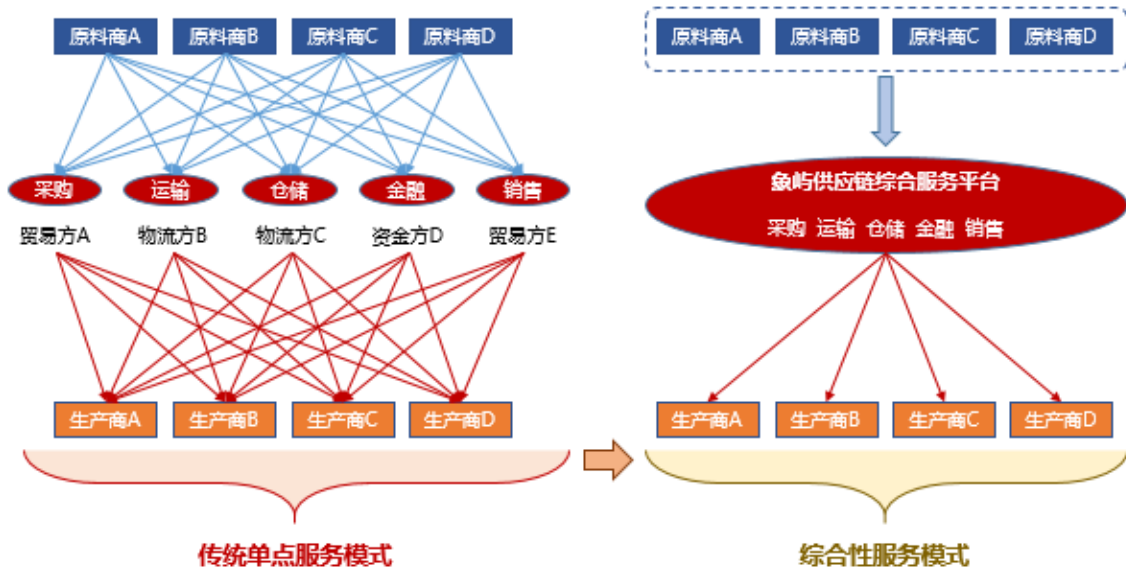 原料商A 原料商B 原料商C 原料商D
采购 运输 仓储 金融 销售
贸易方A 物流方B 物流方C 资金方D 贸易方E
生产商A 生产商B 生产商C 生产商D
传统单点服务模式
原料商A 原料商B 原料商C 原料商D
象屿供应链综合服务平台
采购 运输 仓储 金融 销售
生产商A 生产商B 生产商C 生产商D
综合性服务模式